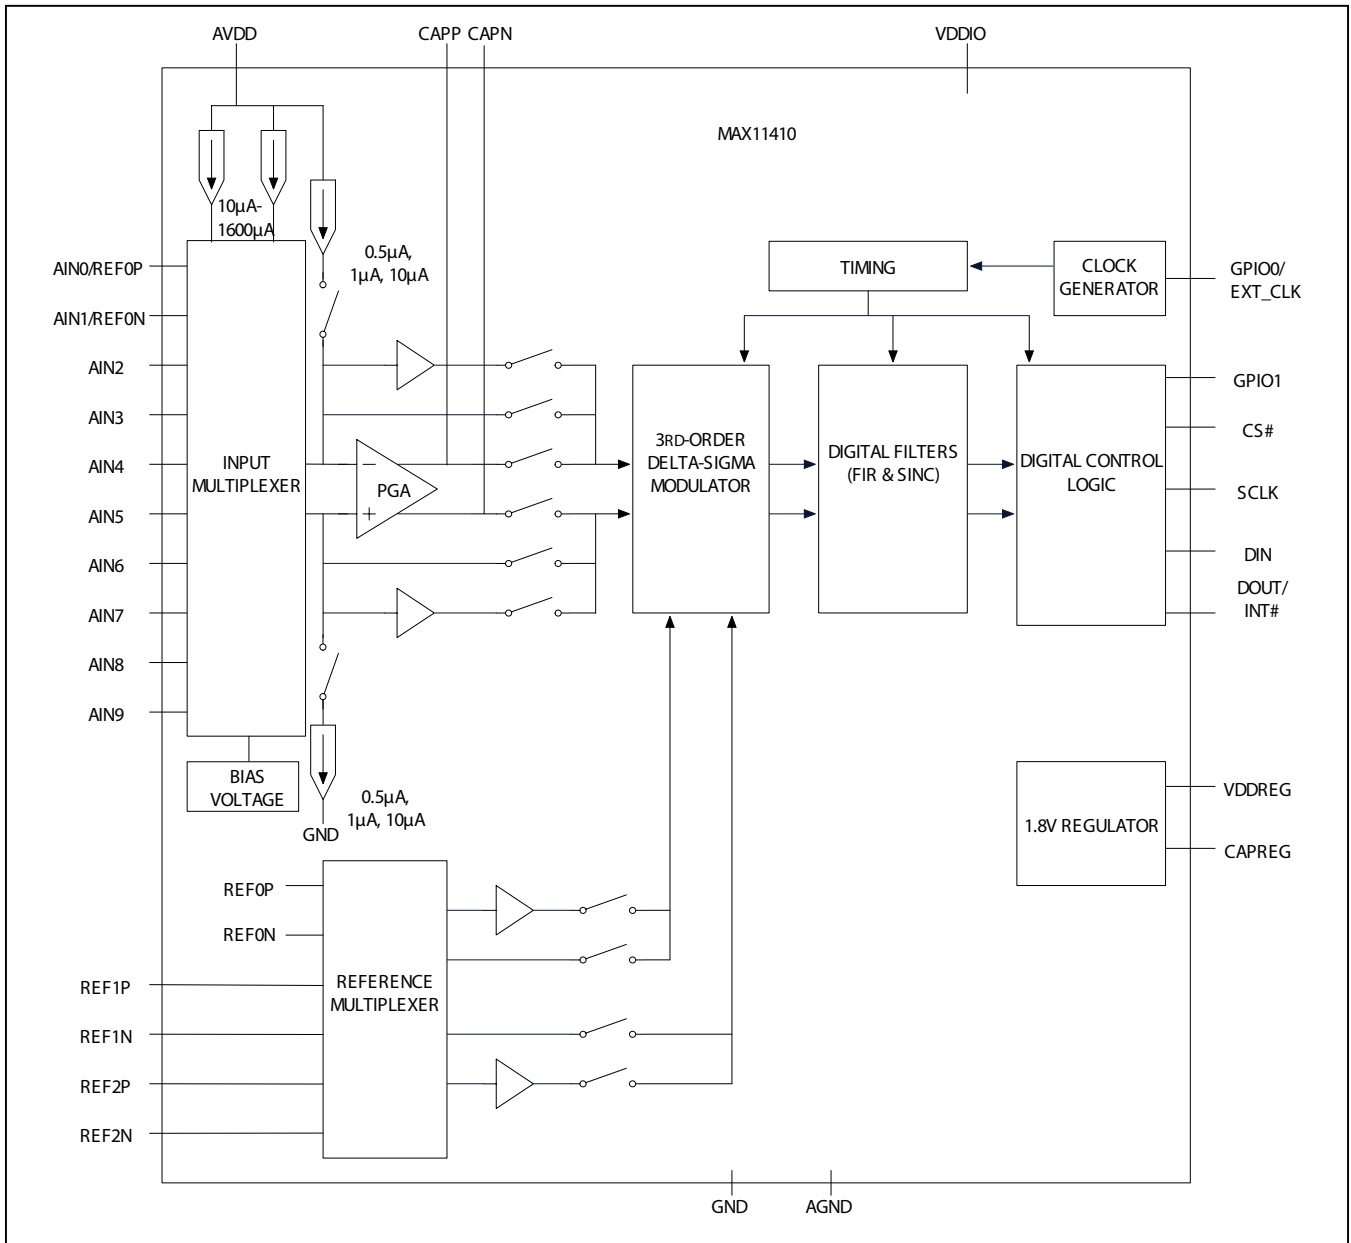 AVDD
CAPP
CAPN
VDDIO
MAX11410
10µA-
1600µA
0.5µA,
1µA, 10µA
AIN0/REF0P
AIN1/REF0N
AIN2
AIN3
AIN4
AIN5
AIN6
AIN7
AIN8
AIN9
INPUT
MULTIPLEXER
PGA
−
+
TIMING
CLOCK
GENERATOR
GPIO0/
EXT_CLK
3RD-ORDER
DELTA-SIGMA
MODULATOR
DIGITAL FILTERS
(FIR & SINC)
DIGITAL CONTROL
LOGIC
GPIO1
CS#
SCLK
DIN
DOUT/
INT#
BIAS
VOLTAGE
0.5µA,
1µA, 10µA
GND
1.8V REGULATOR
VDDREG
CAPREG
REF0P
REF0N
REF1P
REF1N
REF2P
REF2N
REFERENCE
MULTIPLEXER
GND
AGND